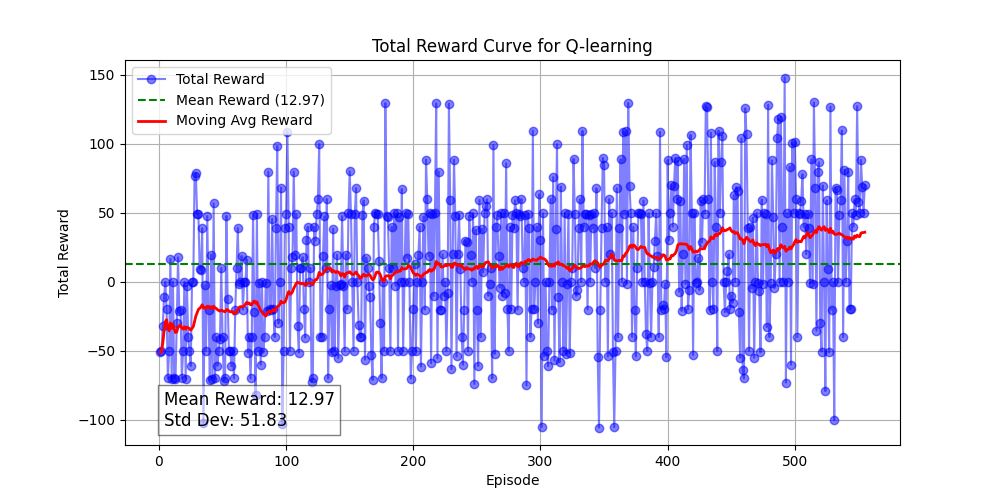 Total Reward Curve for Q-learning
Total Reward
Mean Reward (12.97)
Moving Avg Reward
150
100
50
0
−50
−100
Total Reward
Mean Reward: 12.97
Std Dev: 51.83
0
100
200
300
400
500
Episode